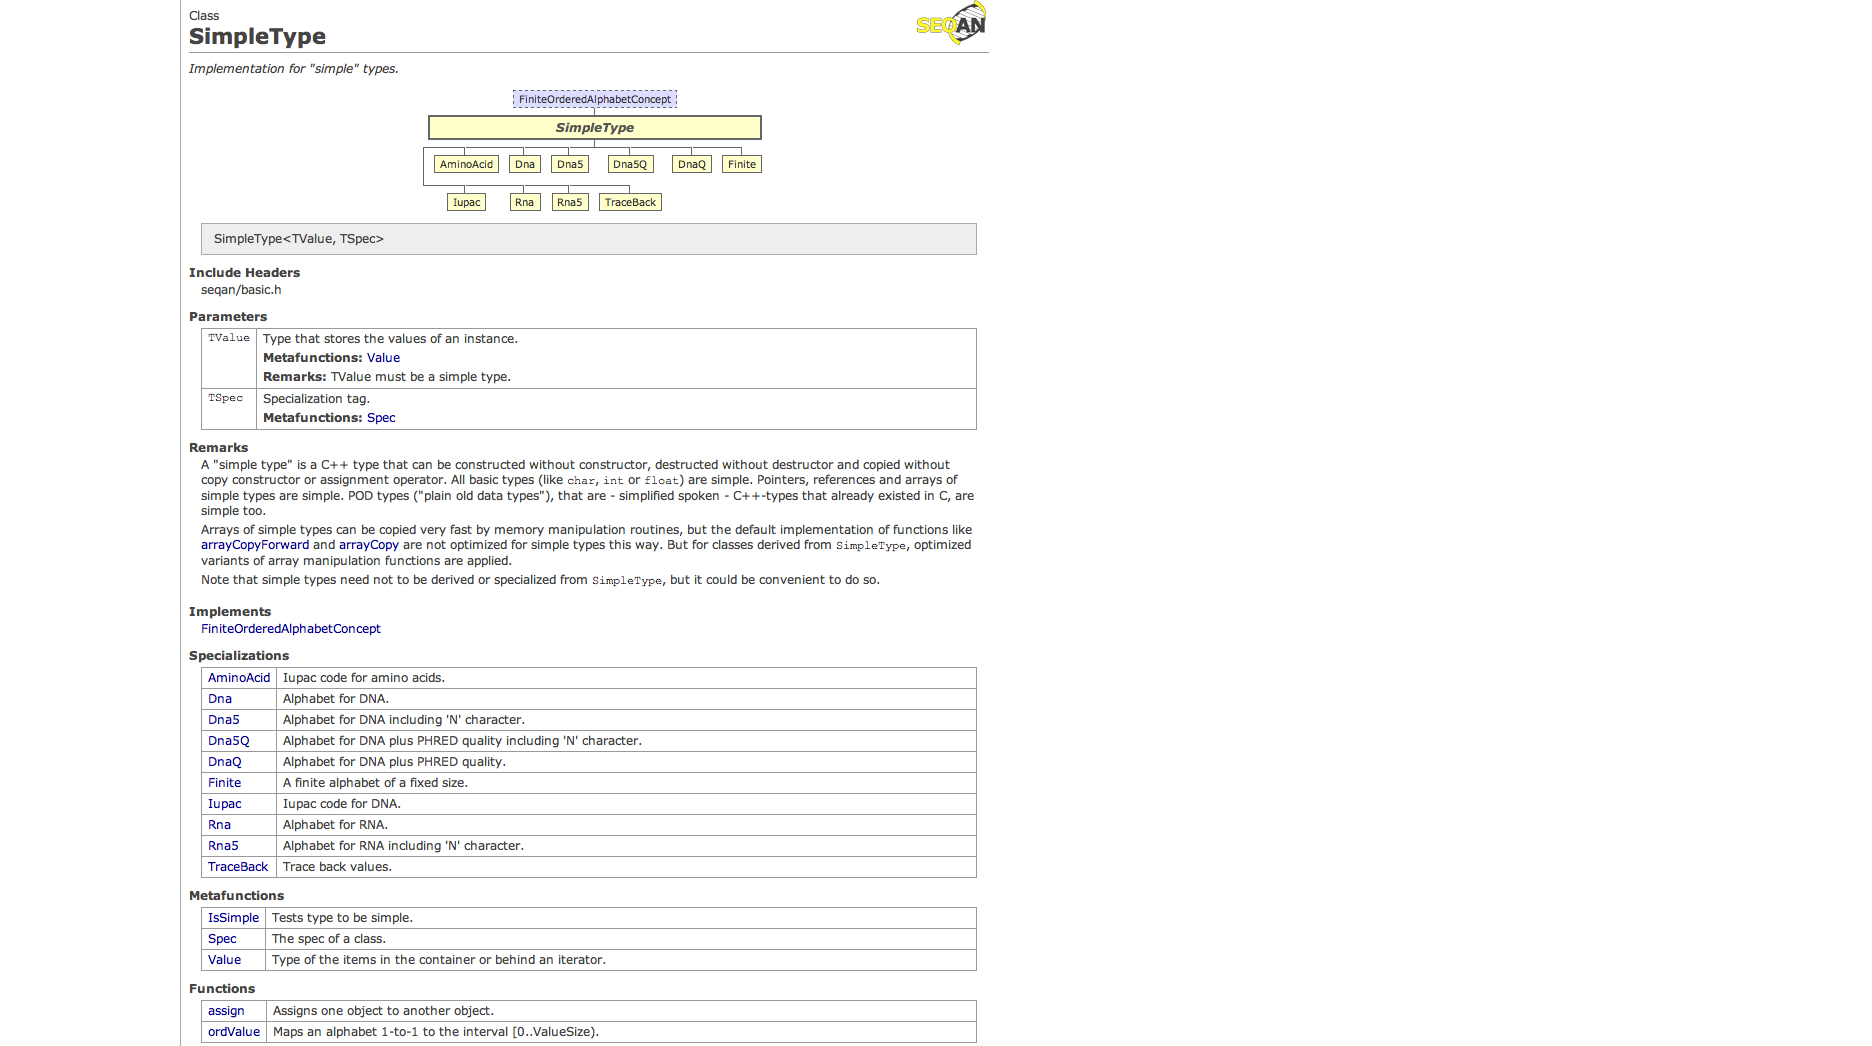 Class
SimpleType
SEQAN
Implementation for "simple" types.
FiniteOrderedAlphabetConcept
SimpleType
AminoAcid Dna Dna5 Dna5Q DnaQ Finite
Iupac Rna Rna5 TraceBack
SimpleType<TValue, TSpec>
Include Headers
seqan/basic.h
Parameters
TValue Type that stores the values of an instance.
Metafunctions: Value
Remarks: TValue must be a simple type.
TSpec Specialization tag.
Metafunctions: Spec
Remarks
A "simple type" is a C++ type that can be constructed without constructor, destructed without destructor and copied without
copy constructor or assignment operator. All basic types (like char, int or float) are simple. Pointers, references and arrays of
simple types are simple. POD types ("plain old data types"), that are - simplified spoken - C++-types that already existed in C, are
simple too.
Arrays of simple types can be copied very fast by memory manipulation routines, but the default implementation of functions like
arrayCopyForward and arrayCopy are not optimized for simple types this way. But for classes derived from SimpleType, optimized
variants of array manipulation functions are applied.
Note that simple types need not to be derived or specialized from SimpleType, but it could be convenient to do so.
Implements
FiniteOrderedAlphabetConcept
Specializations
AminoAcid Iupac code for amino acids.
Dna Alphabet for DNA.
Dna5 Alphabet for DNA including 'N' character.
Dna5Q Alphabet for DNA plus PHRED quality including 'N' character.
DnaQ Alphabet for DNA plus PHRED quality.
Finite A finite alphabet of a fixed size.
Iupac Iupac code for DNA.
Rna Alphabet for RNA.
Rna5 Alphabet for RNA including 'N' character.
TraceBack Trace back values.
Metafunctions
IsSimple Tests type to be simple.
Spec The spec of a class.
Value Type of the items in the container or behind an iterator.
Functions
assign Assigns one object to another object.
ordValue Maps an alphabet 1-to-1 to the interval [0..ValueSize).